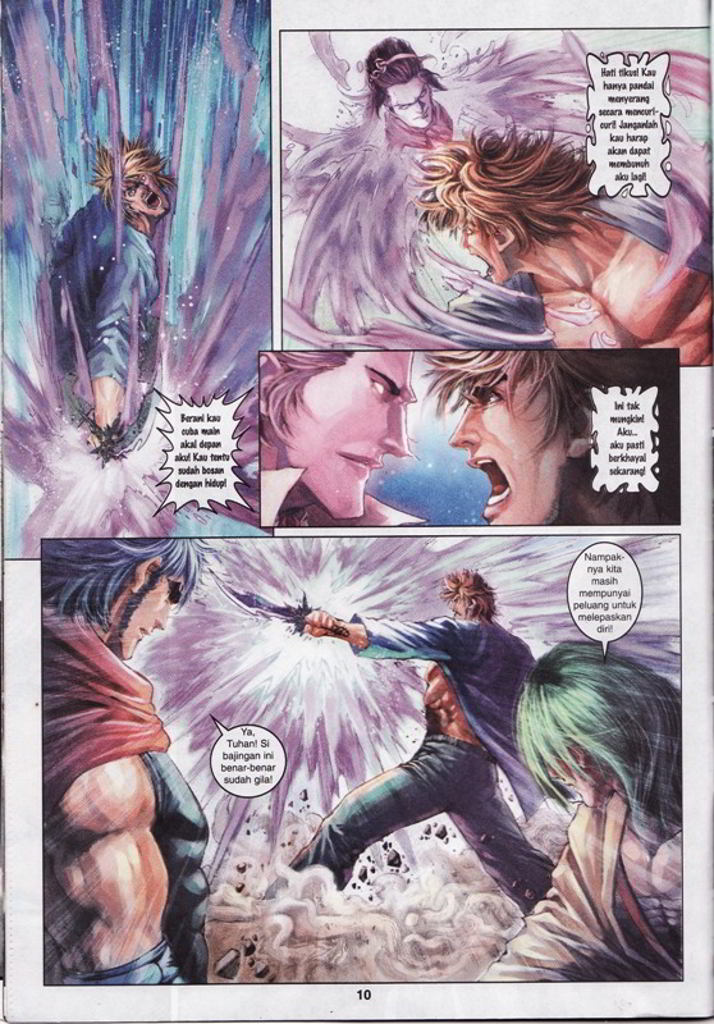 Hati tikus! Kau
hanya pandai
menyerang
secara mencuri-
curi! Janganlah
kau harap
akan dapat
membunuh
aku lagi!
Berani kau
cuba main
akal depan
aku! Kau tentu
sudah bosan
dengan hidup!
Ini tak
mungkin!
Aku...
aku pasti
berkhayal
sekarang!
Nampak-
nya kita
masih
mempunyai
peluang untuk
melepaskan
diri!
Ya,
Tuhan! Si
bajingan ini
benar-benar
sudah gila!
10